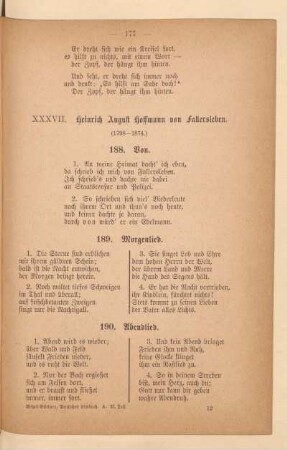 — 177 —
Er dreht sich wie ein Kreisel fort,
es hilft zu nichts, mit einem Wort —
der Zopf, der hängt ihm hinten.
Und seht, er dreht sich immer noch
und denkt: „Es hilft am Ende doch!“
Der Zopf, der hängt ihm hinten.
XXXVII. Heinrich August Hoffmann von Fallersleben.
(1798—1874.)
188. Von.
1. An meine Heimat dacht' ich eben,
da schrieb ich mich von Fallersleben.
Ich schrieb's und dachte nie dabei
an Staatszensur und Polizei.
2. So schrieben sich viel' Biederleute
nach ihrem Ort und thun's noch heute,
und keiner dachte je daran,
durch von würd' er ein Edelmann.
189. Morgenlied.
1. Die Sterne sind erblichen
mit ihrem güldnen Schein;
bald ist die Nacht entwichen,
der Morgen dringt herein.
2. Noch waltet tiefes Schweigen
im Thal und überall;
auf frischbetauten Zweigen
singt nur die Nachtigall.
3. Sie singet Lob und Ehre
dem hohen Herrn der Welt,
der überm Land und Meere
die Hand des Segens hält.
4. Er hat die Nacht vertrieben,
ihr Kindlein, fürchtet nichts!
Stets kommt zu seinen Lieben
der Vater alles Lichts.
190. Abendlied.
1. Abend wird es wieder;
über Wald und Feld
säuselt Frieden nieder,
und es ruht die Welt.
2. Nur der Bach ergießet
sich am Felsen dort,
und er braust und fließet
immer, immer fort.
3. Und kein Abend bringet
Frieden ihm und Ruh,
keine Glocke klinget
ihm ein Rastlied zu.
4. So in deinem Streben
bist, mein Herz, auch du;
Gott nur kann dir geben
wahre Abendruh.
12